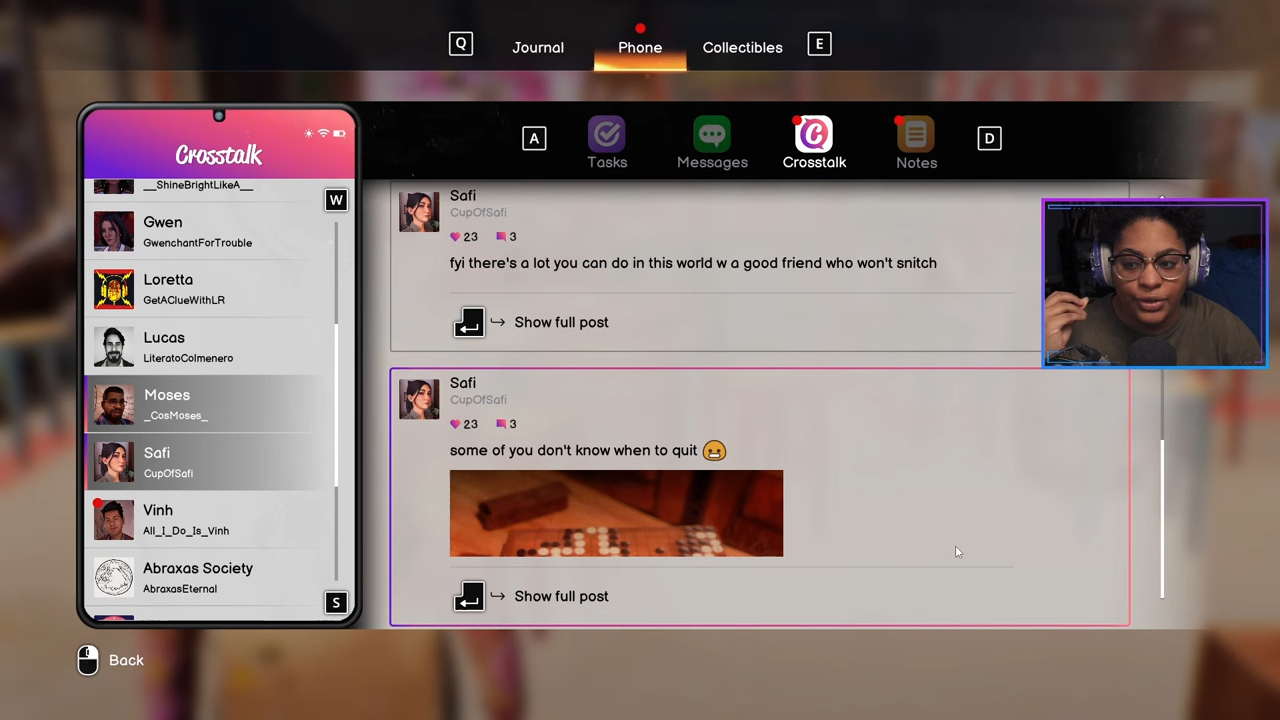 Q
Journal
Phone
Collectibles
E
Crosstalk
A
Tasks
Messages
Crosstalk
Notes
D
__ShineBrightLikeA__
W
Gwen
GwenchantForTrouble
Loretta
GetAClueWithLR
Lucas
LiteratoColmenero
Moses
_CosMoses_
Safi
CupOfSafi
Vinh
All_I_Do_Is_Vinh
Abraxas Society
AbraxasEternal
S
Safi
CupOfSafi
23 3
fyi there's a lot you can do in this world w a good friend who won't snitch
Show full post
Safi
CupOfSafi
23 3
some of you don't know when to quit
Show full post
Back